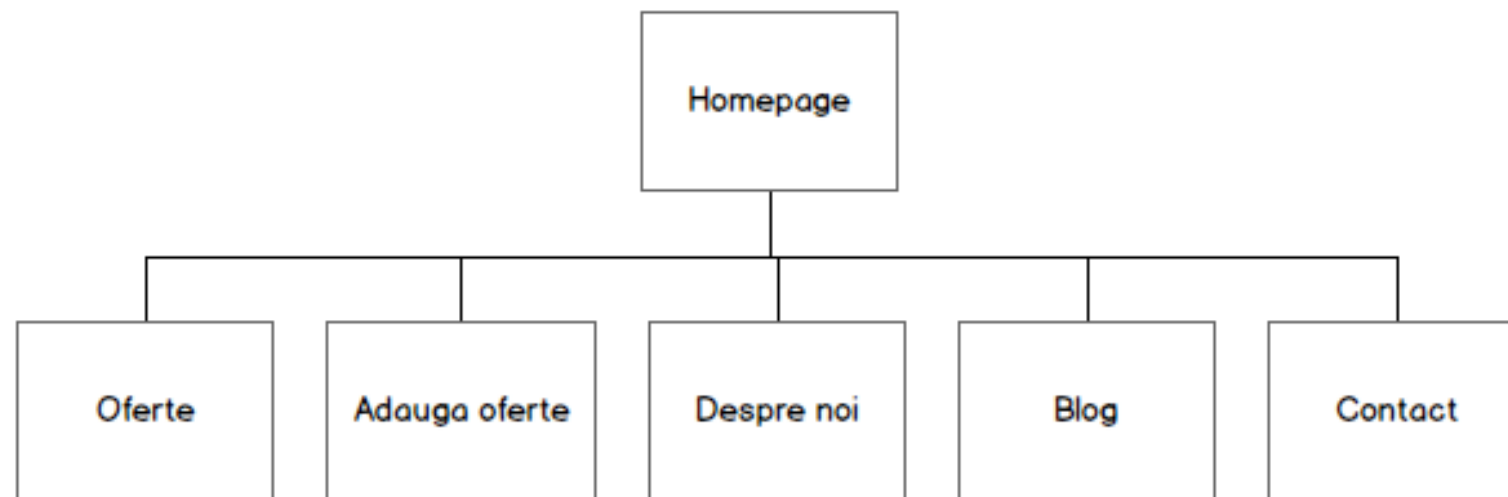 Homepage
Oferte
Adauga oferte
Despre noi
Blog
Contact